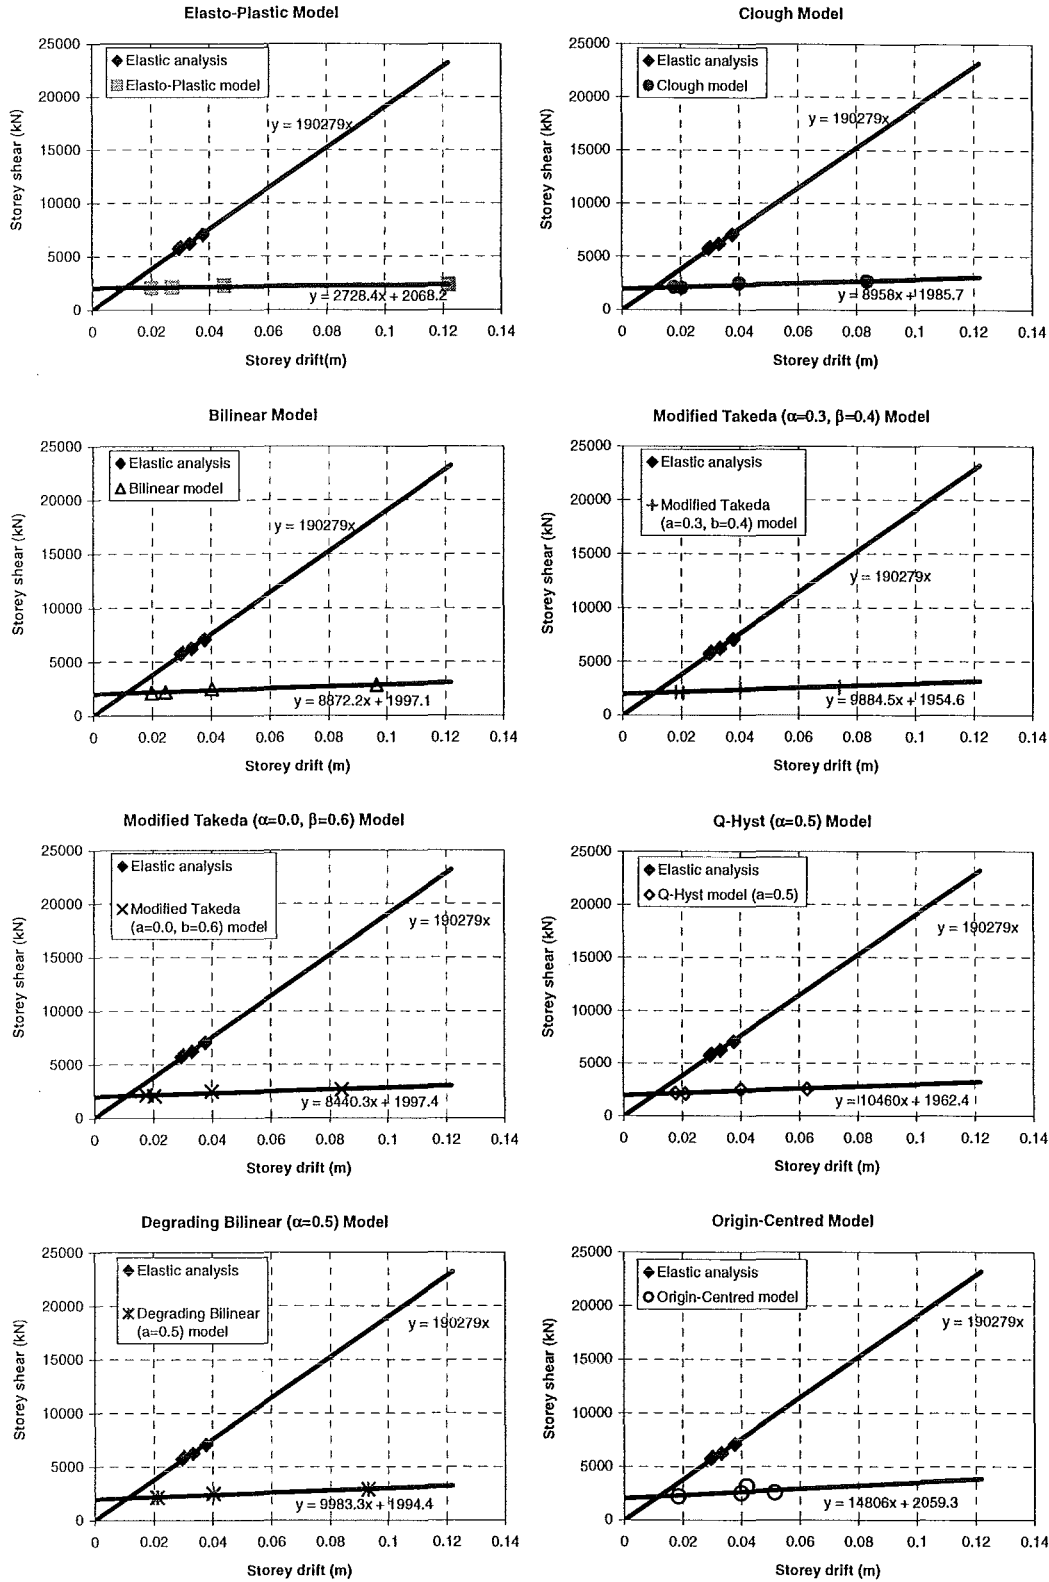 Elasto-Plastic Model
25000
20000
15000
10000
5000
0
Storey shear (kN)
Elastic analysis
Elasto-Plastic model
y = 190279x
y = 2728.4x + 2068.2
0 0.02 0.04 0.06 0.08 0.1 0.12 0.14
Storey drift(m)
Clough Model
25000
20000
15000
10000
5000
0
Storey shear (kN)
Elastic analysis
Clough model
y = 190279x
y = 8958x + 1985.7
0 0.02 0.04 0.06 0.08 0.1 0.12 0.14
Storey drift (m)
Bilinear Model
25000
20000
15000
10000
5000
0
Storey shear (kN)
Elastic analysis
Bilinear model
y = 190279x
y = 8872.2x + 1997.1
0 0.02 0.04 0.06 0.08 0.1 0.12 0.14
Storey drift (m)
Modified Takeda (α=0.3, β=0.4) Model
25000
20000
15000
10000
5000
0
Storey shear (kN)
Elastic analysis
Modified Takeda
(a=0.3, b=0.4) model
y = 190279x
y = 9884.5x + 1954.6
0 0.02 0.04 0.06 0.08 0.1 0.12 0.14
Storey drift (m)
Modified Takeda (α=0.0, β=0.6) Model
25000
20000
15000
10000
5000
0
Storey shear (kN)
Elastic analysis
Modified Takeda
(a=0.0, b=0.6) model
y = 190279x
y = 8440.3x + 1997.4
0 0.02 0.04 0.06 0.08 0.1 0.12 0.14
Storey drift (m)
Q-Hyst (α=0.5) Model
25000
20000
15000
10000
5000
0
Storey shear (kN)
Elastic analysis
Q-Hyst model (a=0.5)
y = 190279x
y = 10460x + 1962.4
0 0.02 0.04 0.06 0.08 0.1 0.12 0.14
Storey drift (m)
Degrading Bilinear (α=0.5) Model
25000
20000
15000
10000
5000
0
Storey shear (kN)
Elastic analysis
Degrading Bilinear
(a=0.5) model
y = 190279x
y = 9983.3x + 1994.4
0 0.02 0.04 0.06 0.08 0.1 0.12 0.14
Storey drift (m)
Origin-Centred Model
25000
20000
15000
10000
5000
0
Storey shear (kN)
Elastic analysis
Origin-Centred model
y = 190279x
y = 14806x + 2059.3
0 0.02 0.04 0.06 0.08 0.1 0.12 0.14
Storey drift (m)